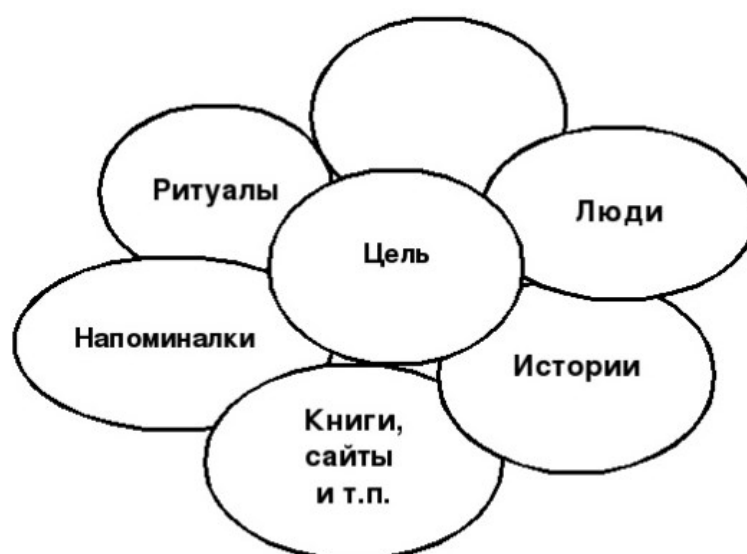 Ритуалы
Люди
Цель
Напоминалки
Истории
Книги,
сайты
и т.п.